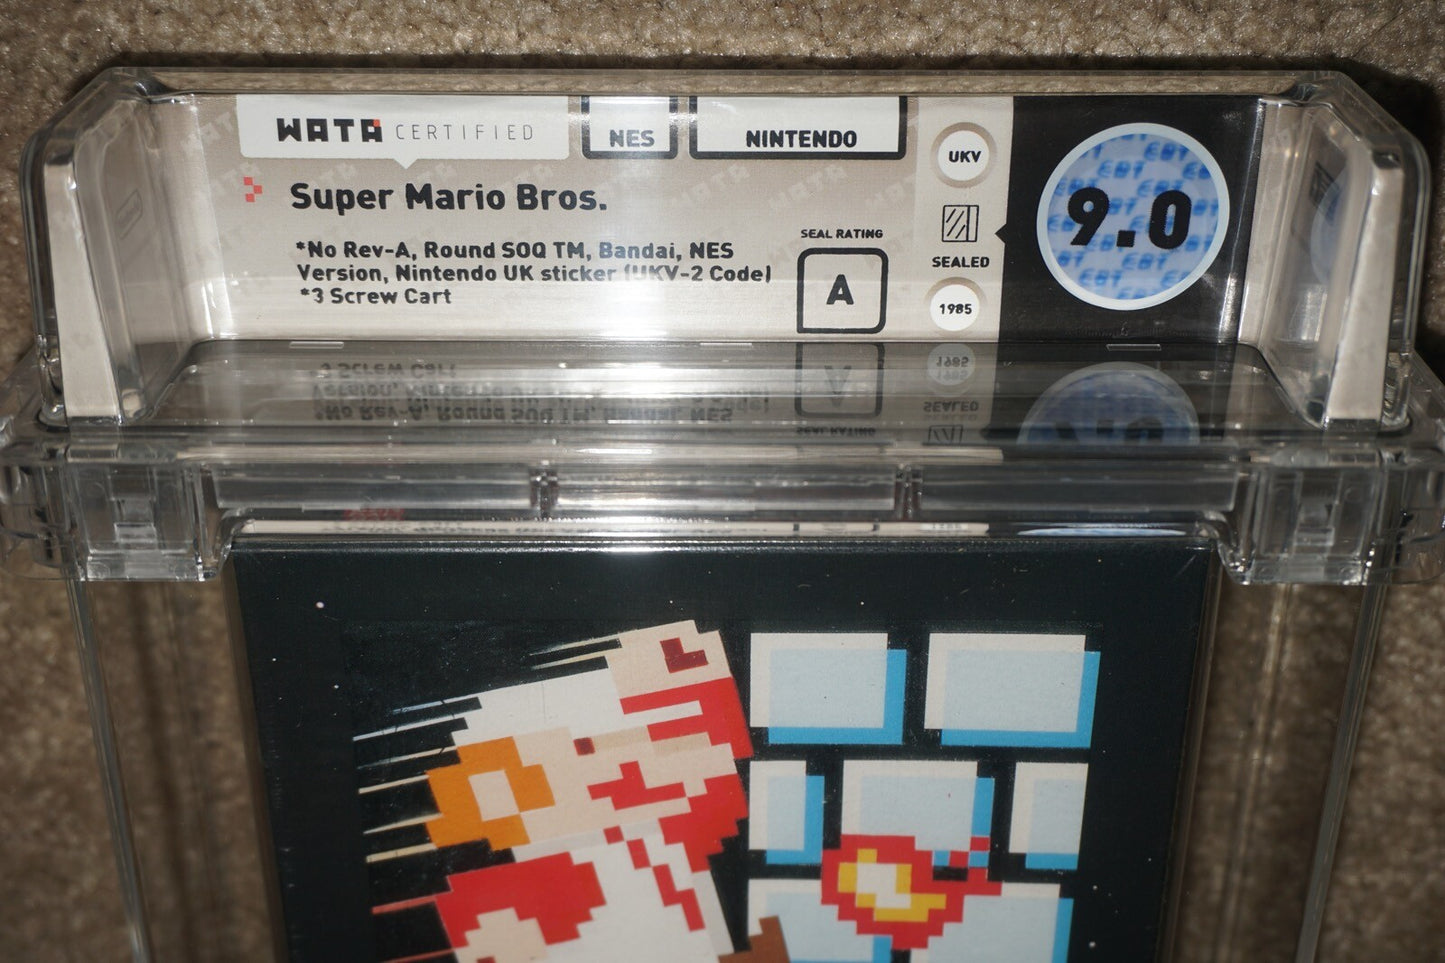 WATA CERTIFIED
NES
NINTENDO
Super Mario Bros.
*No Rev-A, Round SOQ TM, Bandai, NES
Version, Nintendo UK sticker (UKV-2 Code)
*3 Screw Cart
SEAL RATING
A
UKV
SEALED
1985
9.0